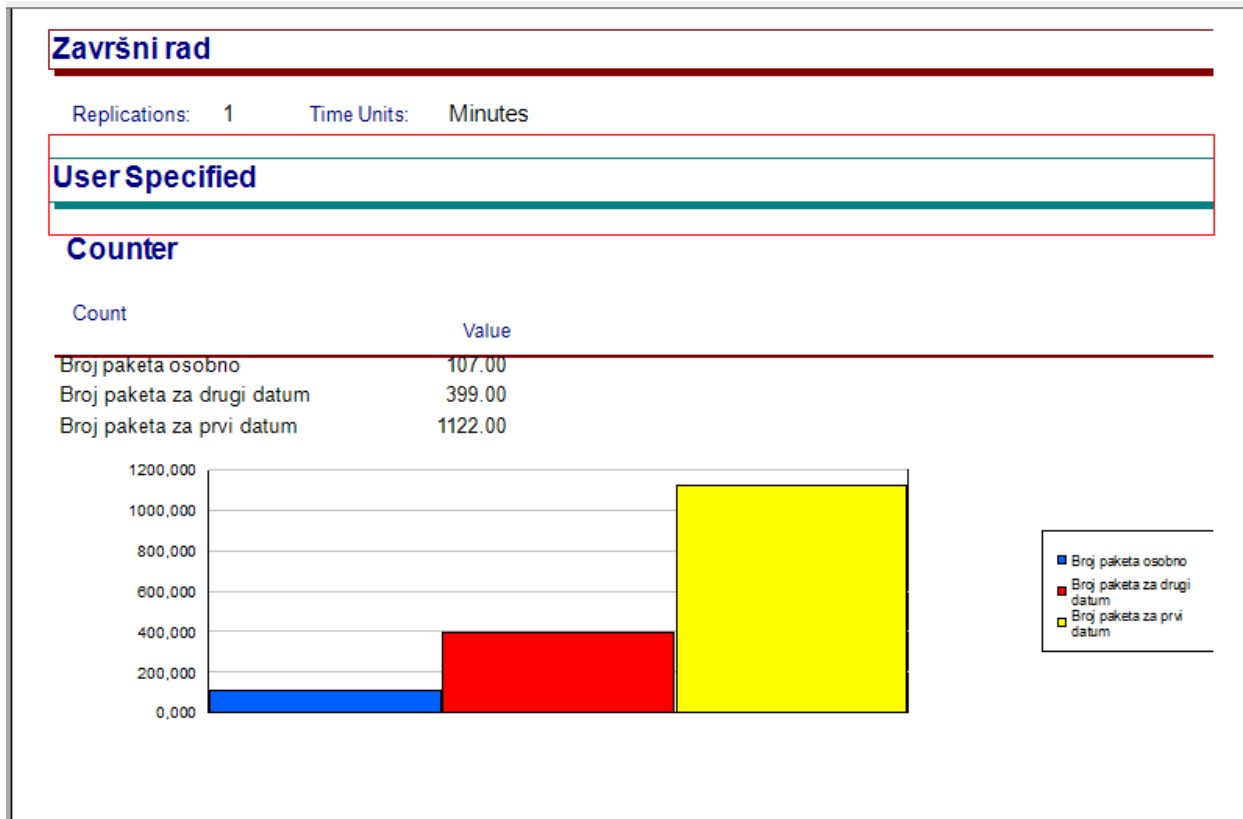 Završni rad
Replications: 1 Time Units: Minutes
User Specified
Counter
Count
Value
Broj paketa osobno 107.00
Broj paketa za drugi datum 399.00
Broj paketa za prvi datum 1122.00
1200,000
1000,000
800,000
600,000
400,000
200,000
0,000
Broj paketa osobno
Broj paketa za drugi
datum
Broj paketa za prvi
datum